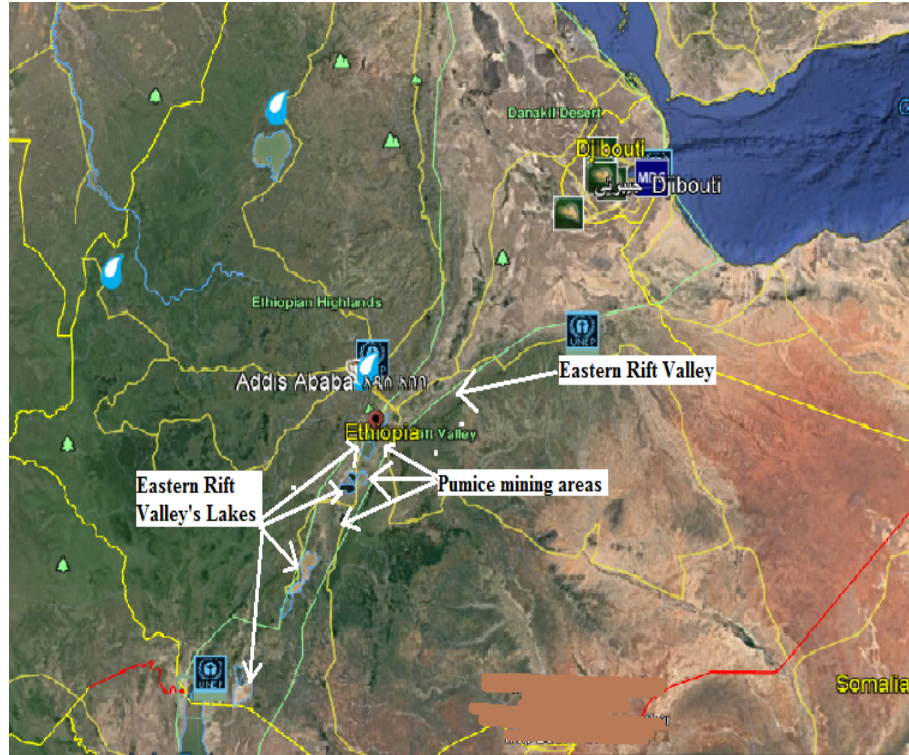 Danakil Desert
Djibouti
MDG
جيبوتي Djibouti
Ethiopian Highlands
UNEP
Eastern Rift Valley
Addis Ababa አዲስ አበባ
Ethiopia
Rift Valley
Eastern Rift
Valley's Lakes
Pumice mining areas
UNEP
Somalia